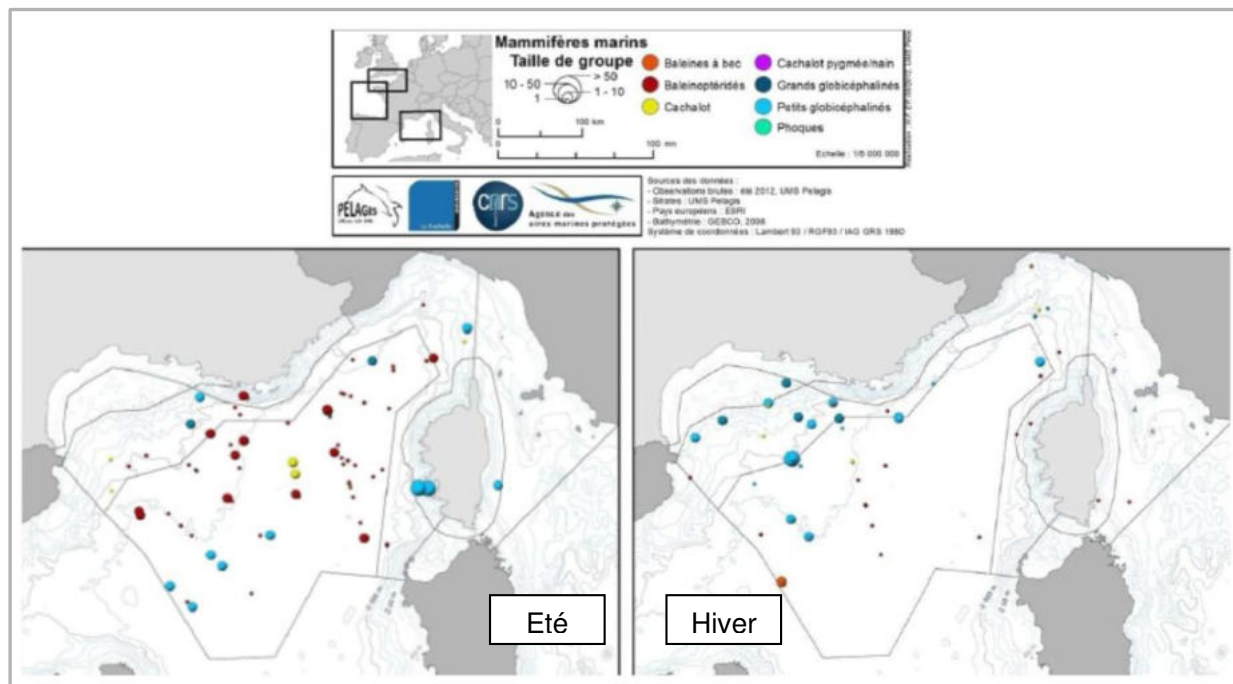 Mammifères marins
Taille de groupe
> 50
10 - 50
1 - 10
1
Baleines à bec
Baleinoptéridés
Cachalot
Cachalot pygmée/nain
Grands globicéphalinés
Petits globicéphalinés
Phoques
0 100 km
0 100 mn
Echelle : 1/5 000 000
PELAGIS
cnrs
Agence des
aires marines protégées
Sources des données :
- Observations brutes : été 2012, UMS Pelagis
- Strates : UMS Pelagis
- Pays européens : ESRI
- Bathymétrie : GEBCO, 2008
Système de coordonnées : Lambert 93 / RGF93 / IAG GRS 1980
Eté
Hiver